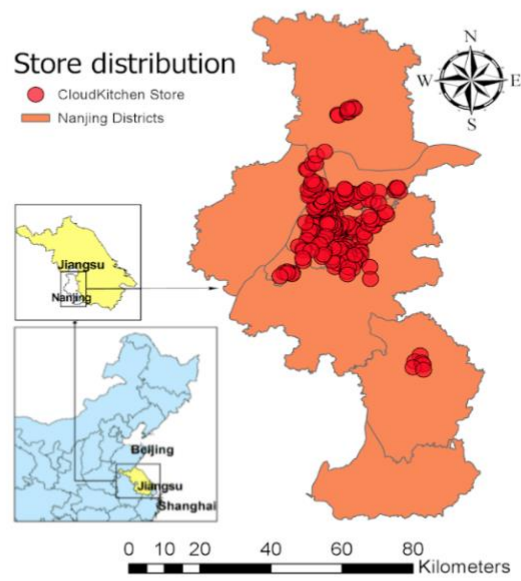 Store distribution
CloudKitchen Store
Nanjing Districts
N
W E
S
Jiangsu
Nanjing
Beijing
Jiangsu
Shanghai
0 10 20 40 60 80
Kilometers